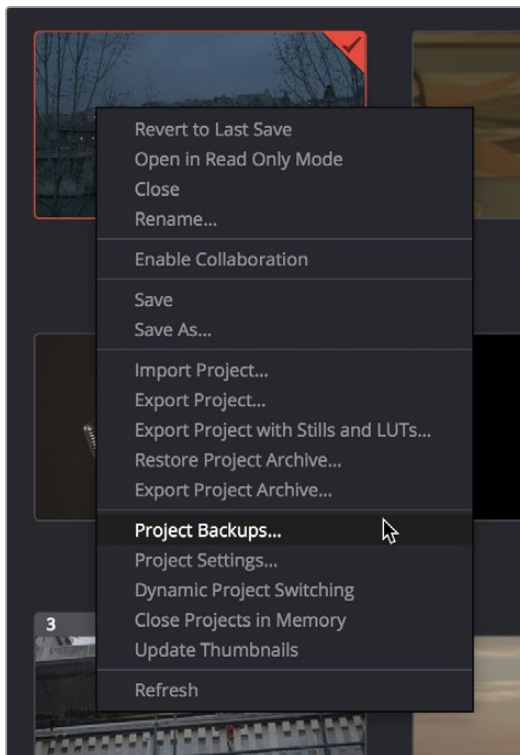 Revert to Last Save
Open in Read Only Mode
Close
Rename...
Enable Collaboration
Save
Save As...
Import Project...
Export Project...
Export Project with Stills and LUTs...
Restore Project Archive...
Export Project Archive...
Project Backups...
Project Settings...
Dynamic Project Switching
Close Projects in Memory
3
Update Thumbnails
Refresh